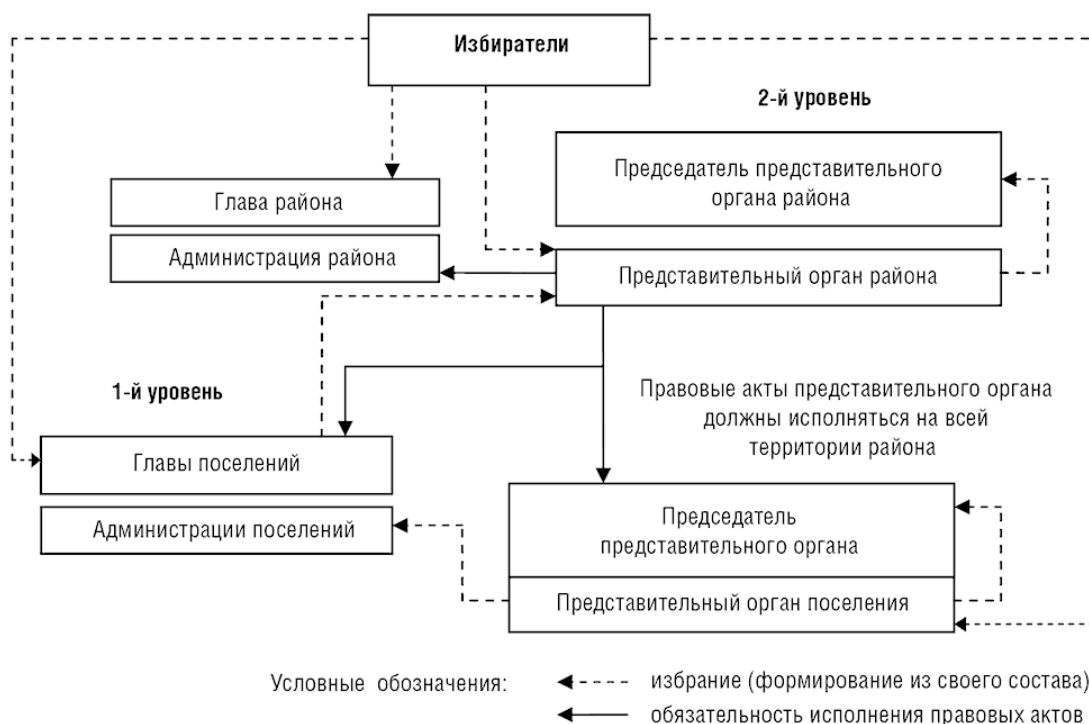 Избиратели
2-й уровень
Председатель представительного
органа района
Глава района
Администрация района
Представительный орган района
1-й уровень
Правовые акты представительного органа
должны исполняться на всей
территории района
Главы поселений
Администрации поселений
Председатель
представительного органа
Представительный орган поселения
Условные обозначения:
избрание (формирование из своего состава)
обязательность исполнения правовых актов